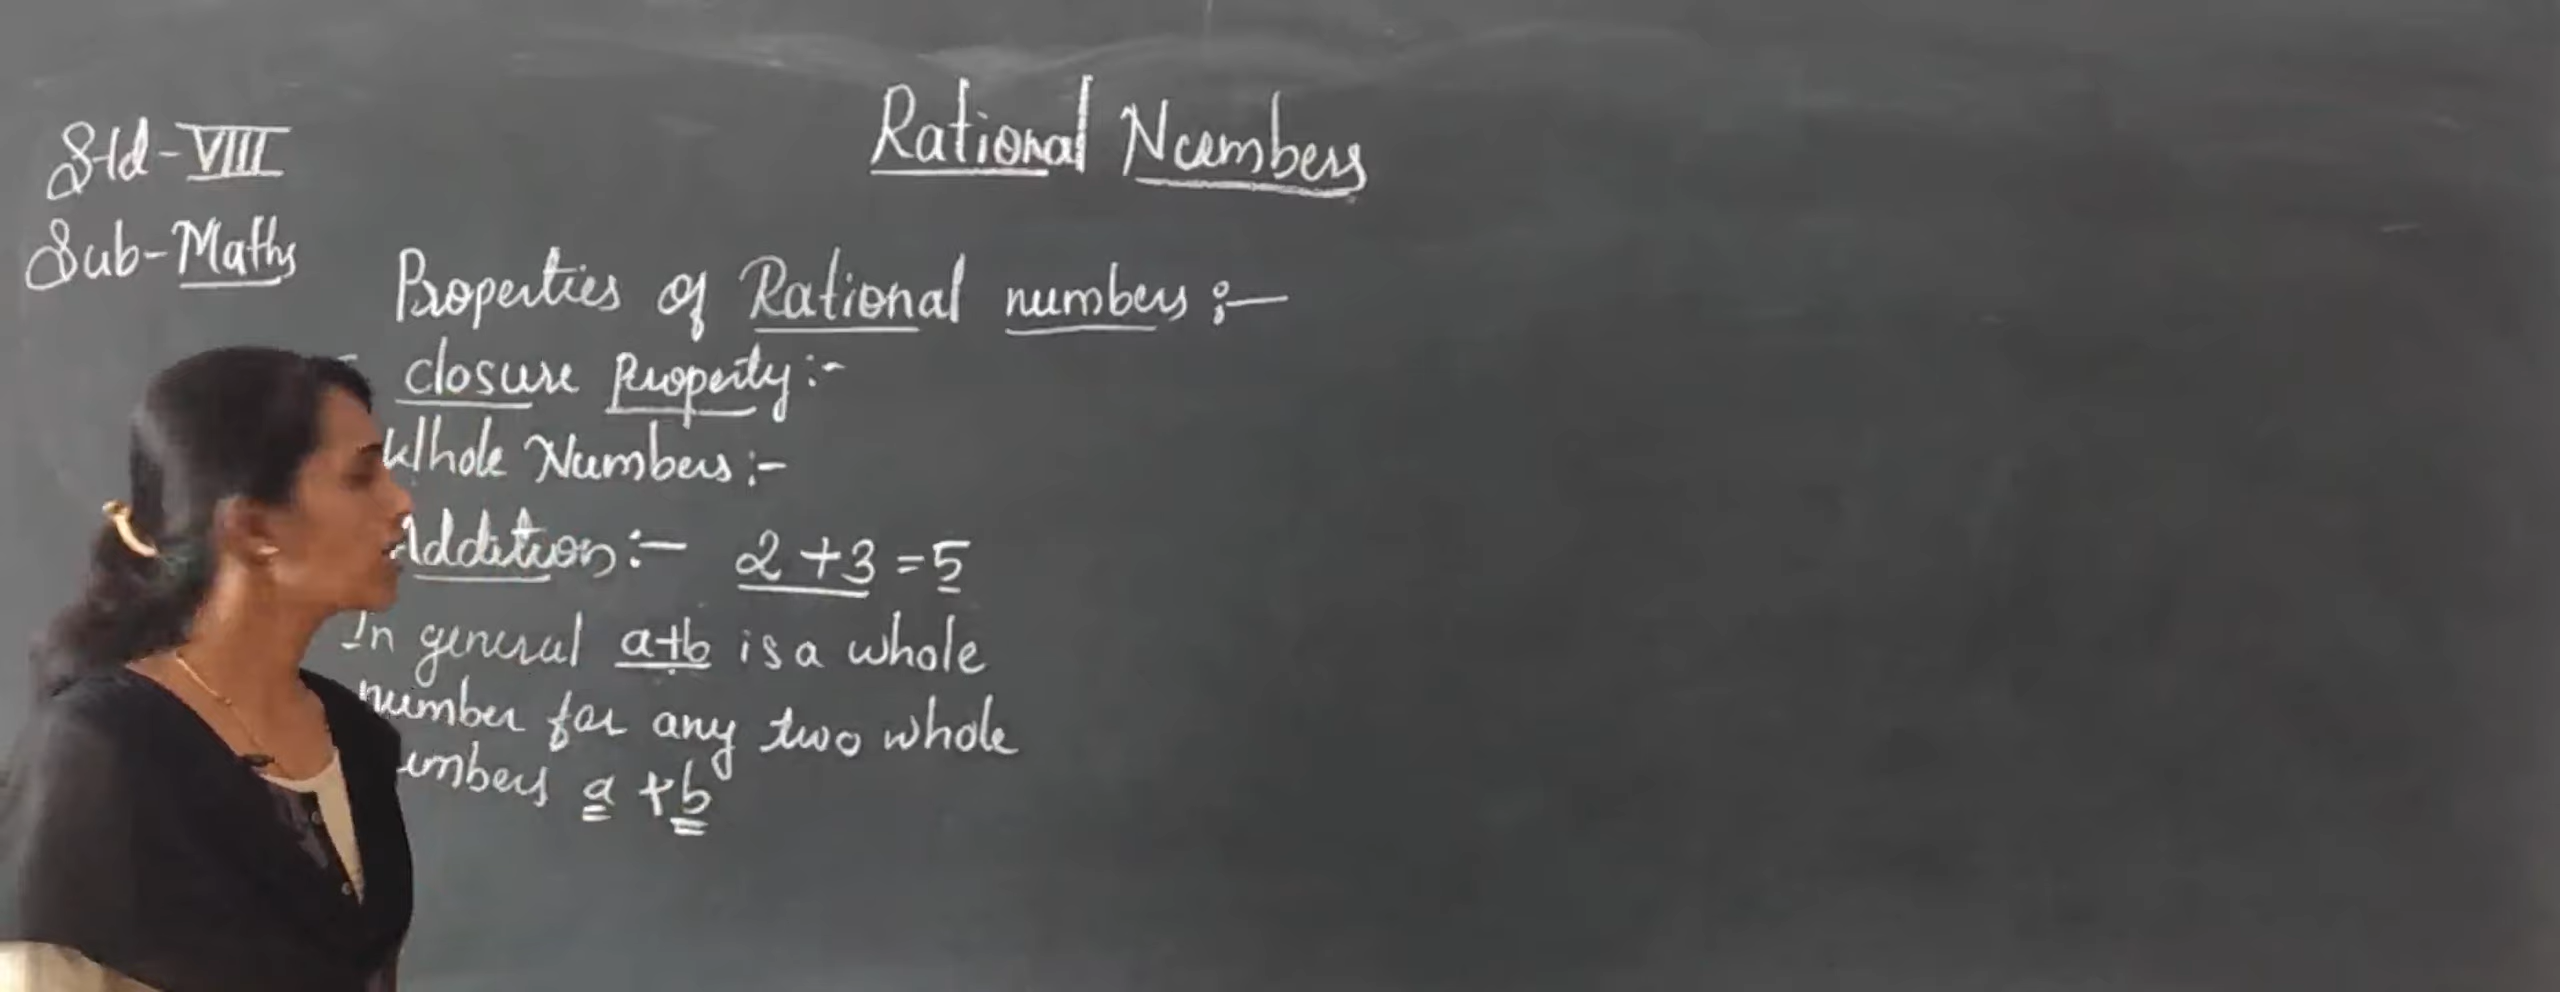 Rational Numbers
Std-VIII
Sub-Maths
Properties of Rational numbers :-
closure Property :-
Whole Numbers :-
Addition :- 2 + 3 = 5
In general a+b is a whole
number for any two whole
umbers a + b